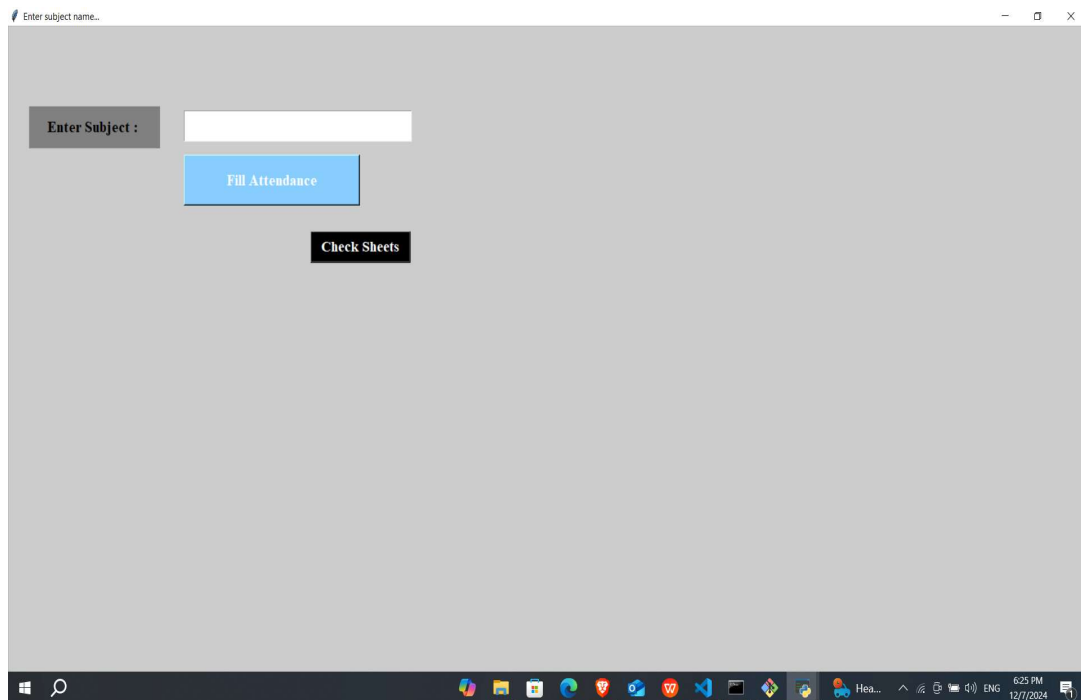 Enter subject name...
Enter Subject :
Fill Attendance
Check Sheets
Hea...
ENG
6:25 PM
12/7/2024